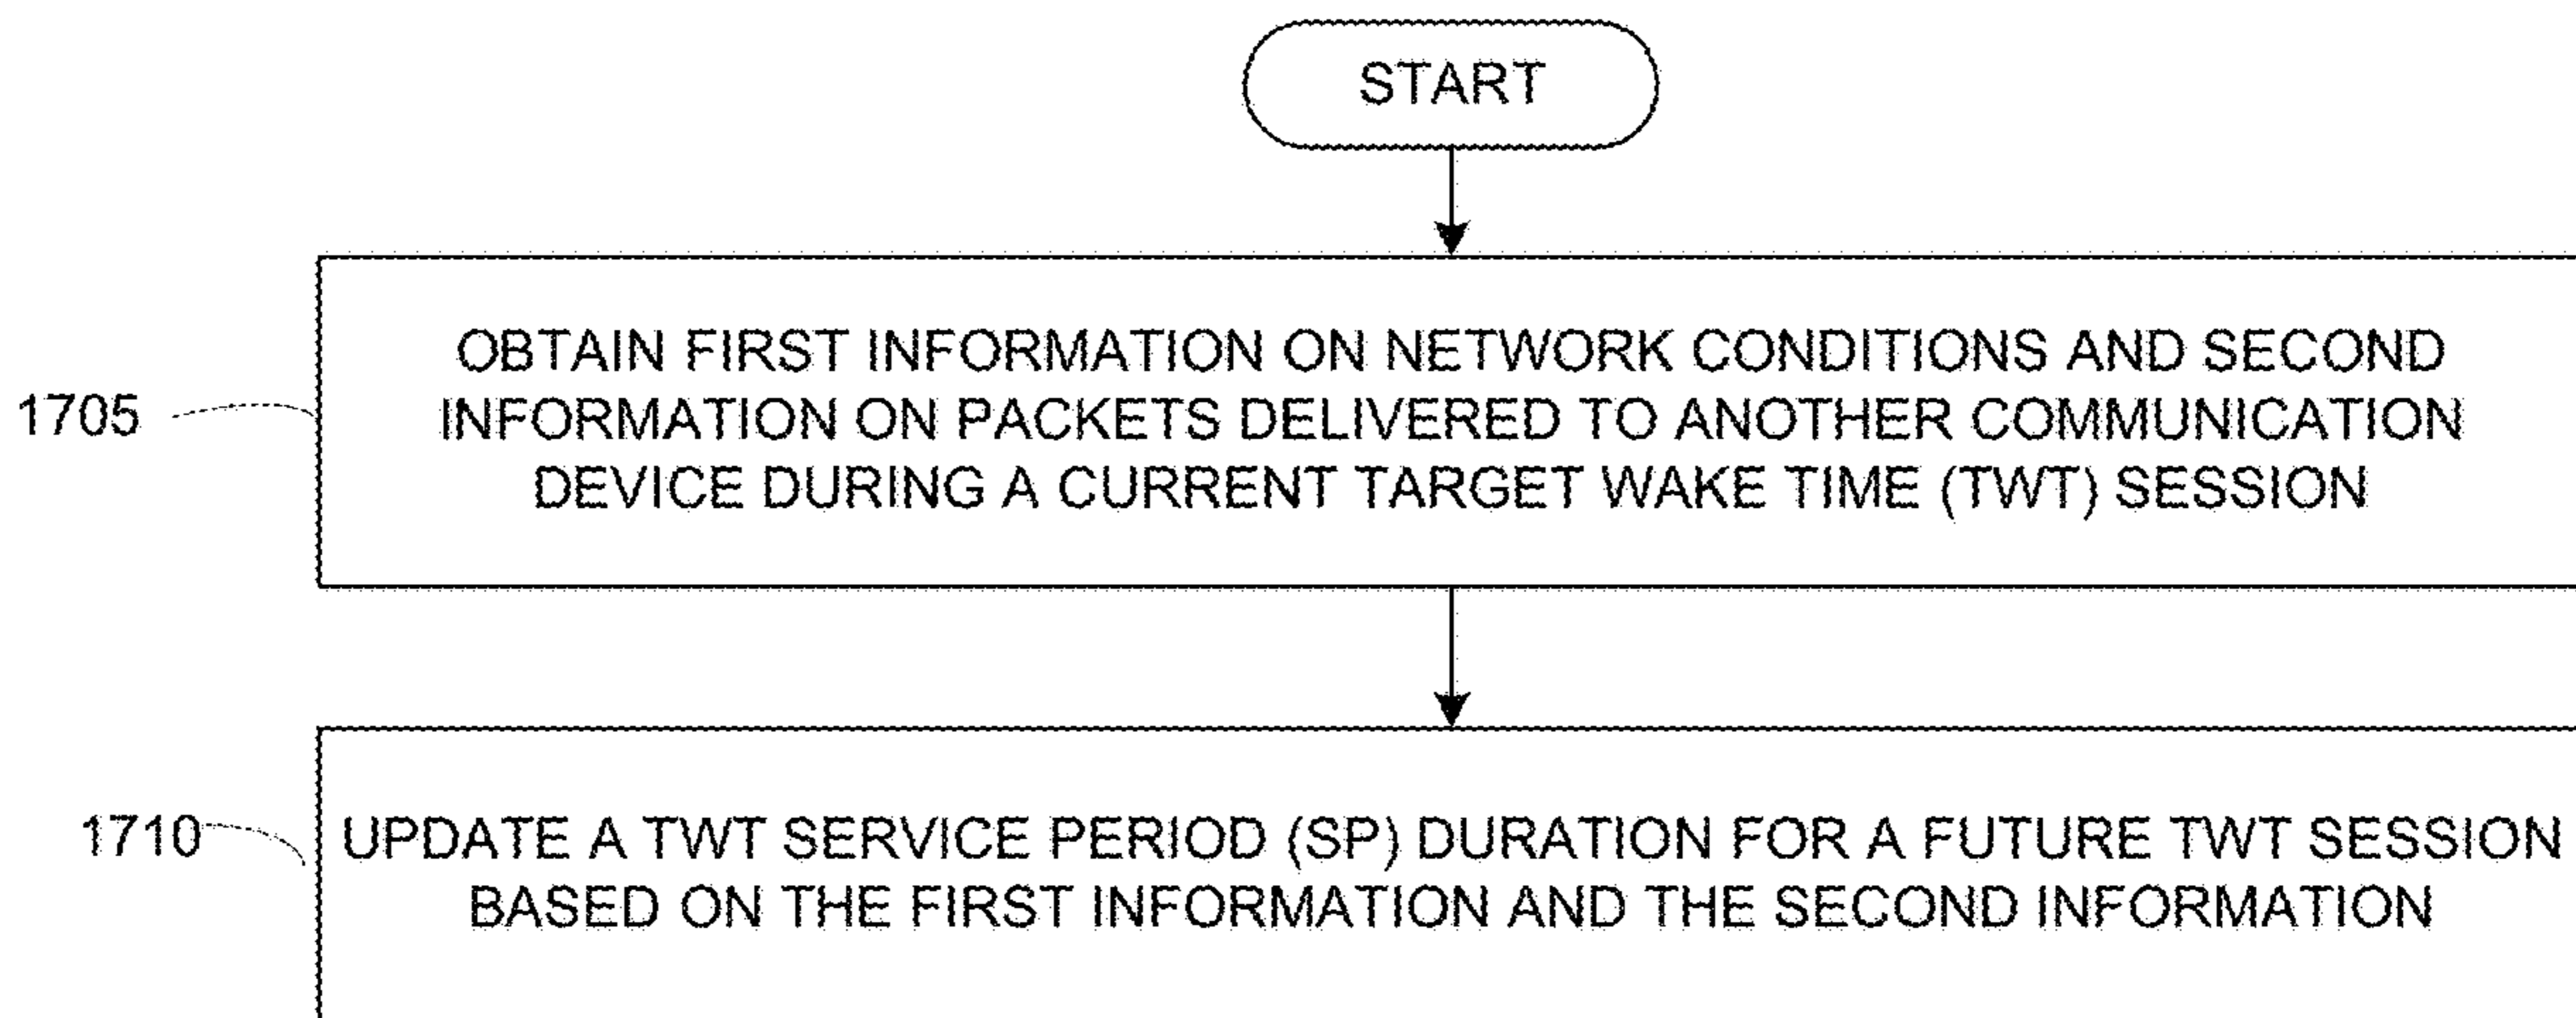 START
OBTAIN FIRST INFORMATION ON NETWORK CONDITIONS AND SECOND
INFORMATION ON PACKETS DELIVERED TO ANOTHER COMMUNICATION
DEVICE DURING A CURRENT TARGET WAKE TIME (TWT) SESSION
1705
UPDATE A TWT SERVICE PERIOD (SP) DURATION FOR A FUTURE TWT SESSION
BASED ON THE FIRST INFORMATION AND THE SECOND INFORMATION
1710